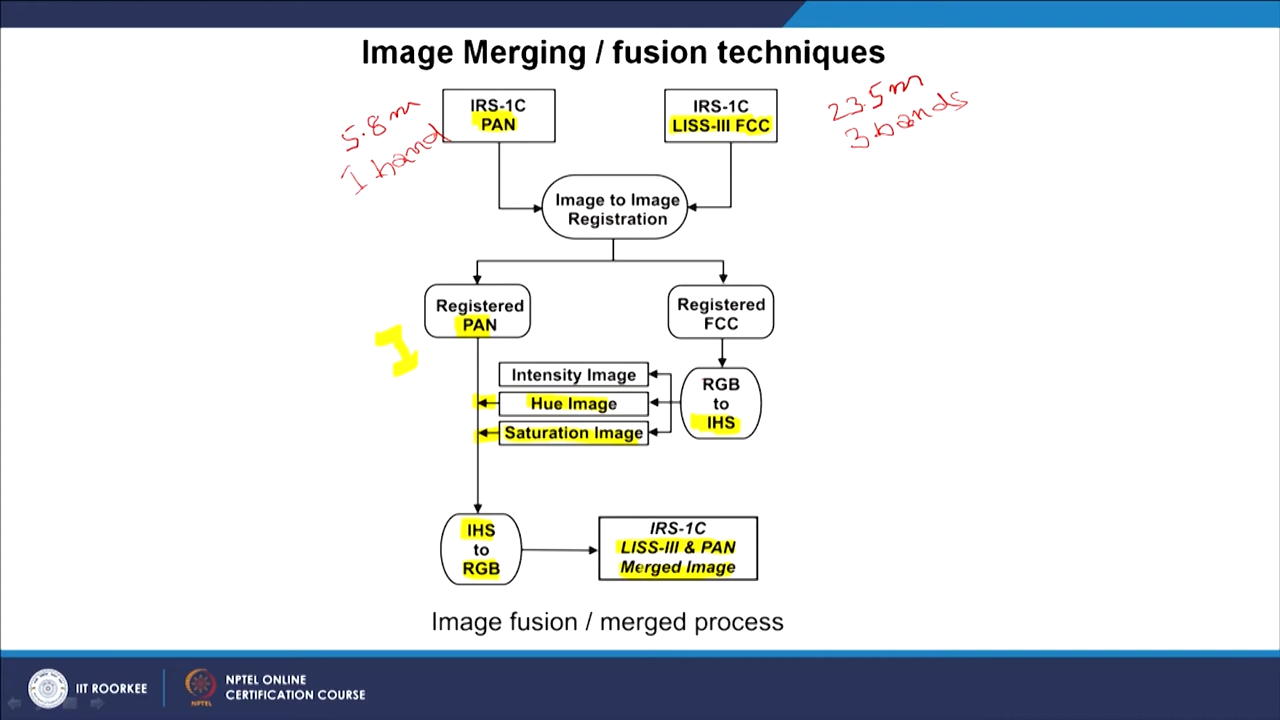 Image Merging / fusion techniques
5.8m
1 band
IRS-1C
PAN
IRS-1C
LISS-III FCC
23.5m
3 bands
Image to Image
Registration
Registered
PAN
Registered
FCC
I
Intensity Image
Hue Image
Saturation Image
RGB
to
IHS
IHS
to
RGB
IRS-1C
LISS-III & PAN
Merged Image
Image fusion / merged process
IIT ROORKEE
NPTEL
NPTEL ONLINE
CERTIFICATION COURSE